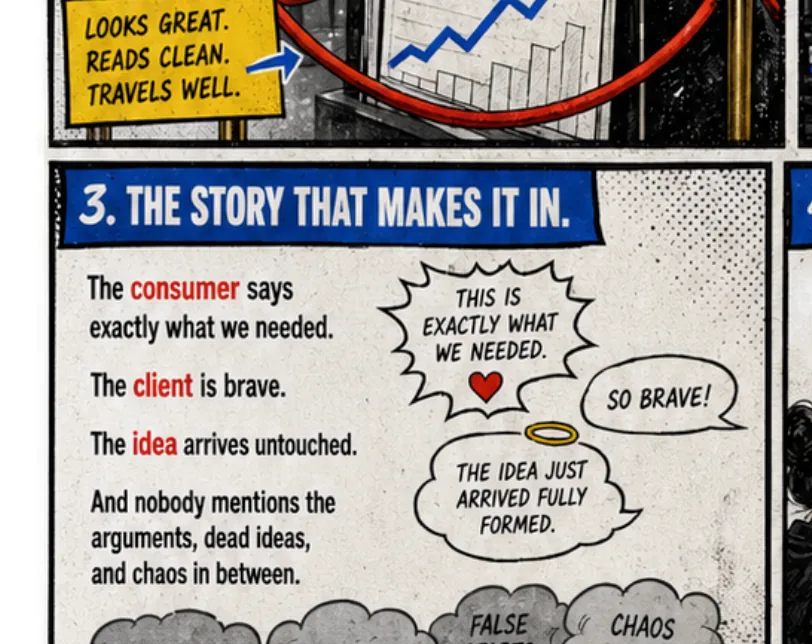 LOOKS GREAT.
READS CLEAN.
TRAVELS WELL.
3. THE STORY THAT MAKES IT IN.
The consumer says
exactly what we needed.
The client is brave.
The idea arrives untouched.
And nobody mentions the
arguments, dead ideas,
and chaos in between.
THIS IS
EXACTLY WHAT
WE NEEDED.
SO BRAVE!
THE IDEA JUST
ARRIVED FULLY
FORMED.
FALSE
CHAOS